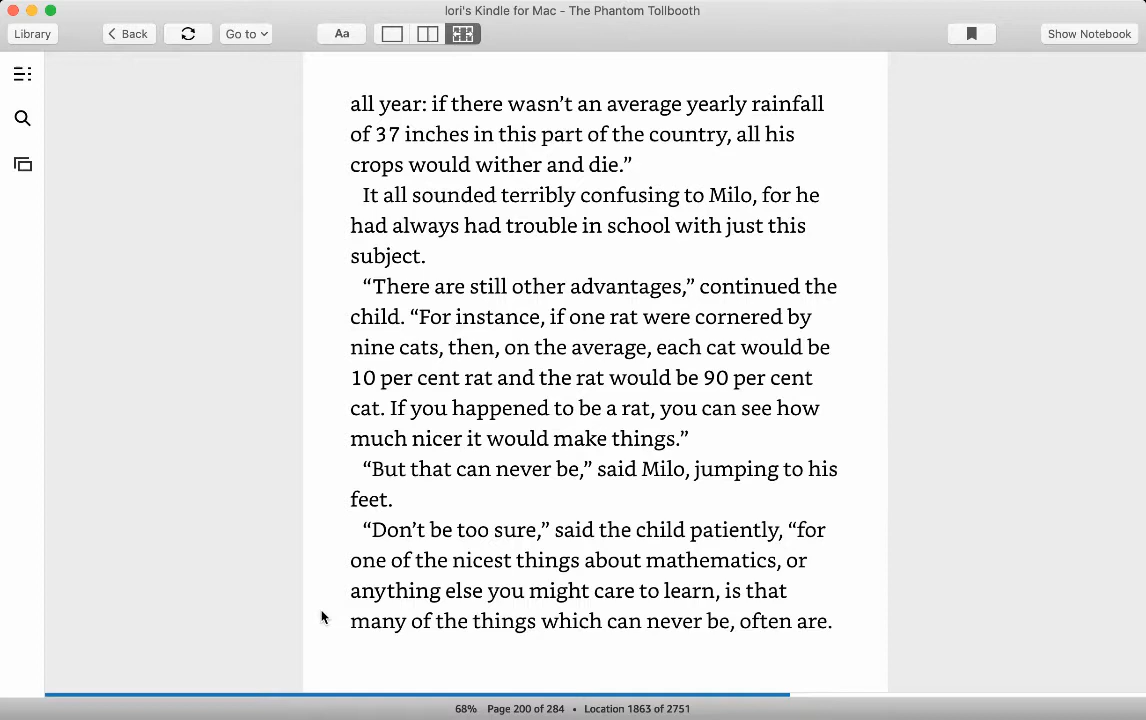 lori's Kindle for Mac - The Phantom Tollbooth
Library
Back
Go to
Aa
Show Notebook
all year: if there wasn’t an average yearly rainfall
of 37 inches in this part of the country, all his
crops would wither and die.”
It all sounded terribly confusing to Milo, for he
had always had trouble in school with just this
subject.
“There are still other advantages,” continued the
child. “For instance, if one rat were cornered by
nine cats, then, on the average, each cat would be
10 per cent rat and the rat would be 90 per cent
cat. If you happened to be a rat, you can see how
much nicer it would make things.”
“But that can never be,” said Milo, jumping to his
feet.
“Don’t be too sure,” said the child patiently, “for
one of the nicest things about mathematics, or
anything else you might care to learn, is that
many of the things which can never be, often are.
68% Page 200 of 284 • Location 1863 of 2751